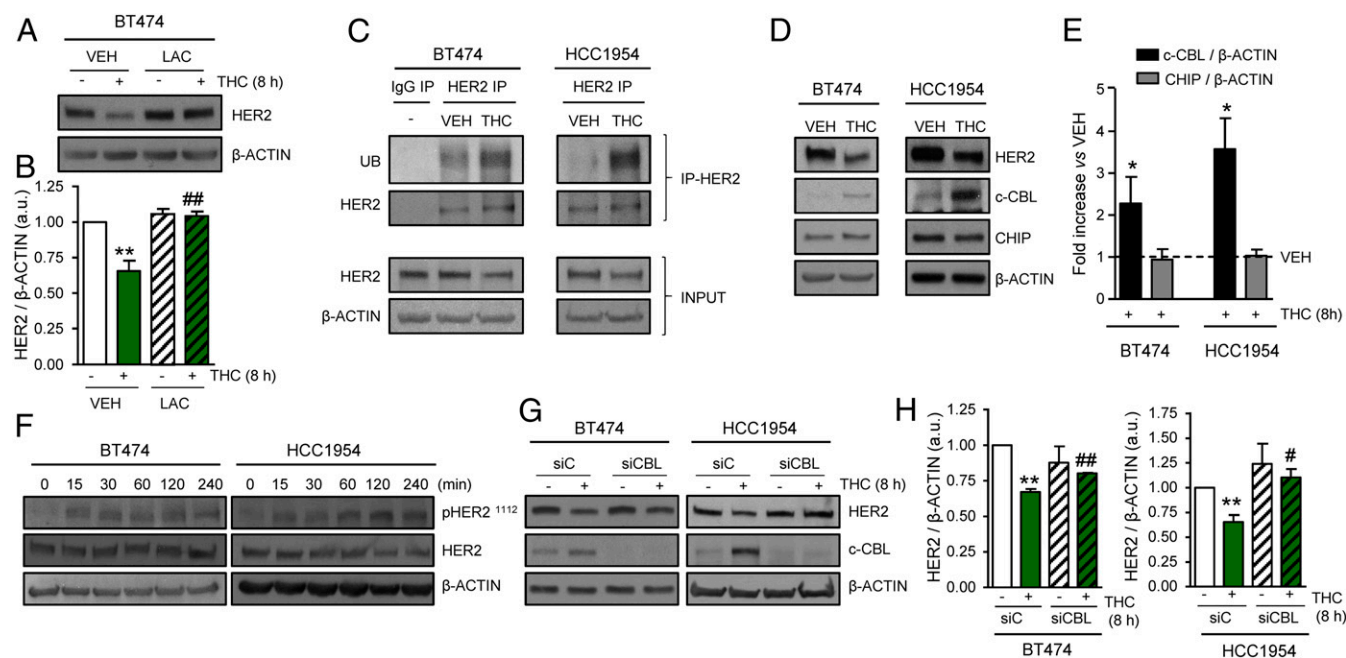 A
BT474
VEH LAC
- + - + THC (8 h)
HER2
β-ACTIN
B
HER2 / β-ACTIN (a.u.)
1.25
1.00
0.75
0.50
0.25
0.00
**
##
- + - + THC (8 h)
VEH LAC
C
BT474 HCC1954
IgG IP HER2 IP HER2 IP
- VEH THC VEH THC
UB
HER2
IP-HER2
HER2
β-ACTIN
INPUT
D
BT474 HCC1954
VEH THC VEH THC
HER2
c-CBL
CHIP
β-ACTIN
E
c-CBL / β-ACTIN
CHIP / β-ACTIN
Fold increase vs VEH
5
4
3
2
1
0
*
*
VEH
+ + + + THC (8h)
BT474 HCC1954
F
BT474 HCC1954
0 15 30 60 120 240 0 15 30 60 120 240 (min)
pHER2 1112
HER2
β-ACTIN
G
BT474 HCC1954
siC siCBL siC siCBL
- + - + - + - + THC (8 h)
HER2
c-CBL
β-ACTIN
H
HER2 / β-ACTIN (a.u.)
1.25
1.00
0.75
0.50
0.25
0.00
**
##
- + - + THC
siC siCBL (8 h)
BT474
HER2 / β-ACTIN (a.u.)
1.75
1.50
1.25
1.00
0.75
0.50
0.25
0.00
**
#
- + - + THC
siC siCBL (8 h)
HCC1954